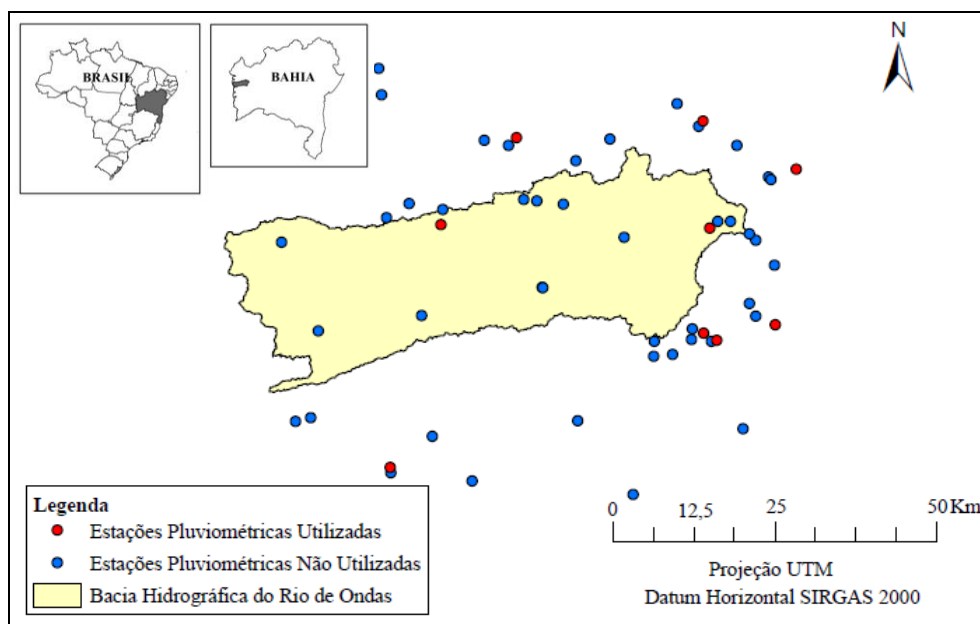 BRASIL
BAHIA
N
Legenda
Estações Pluviométricas Utilizadas
Estações Pluviométricas Não Utilizadas
Bacia Hidrográfica do Rio de Ondas
0 12,5 25 50 Km
Projeção UTM
Datum Horizontal SIRGAS 2000